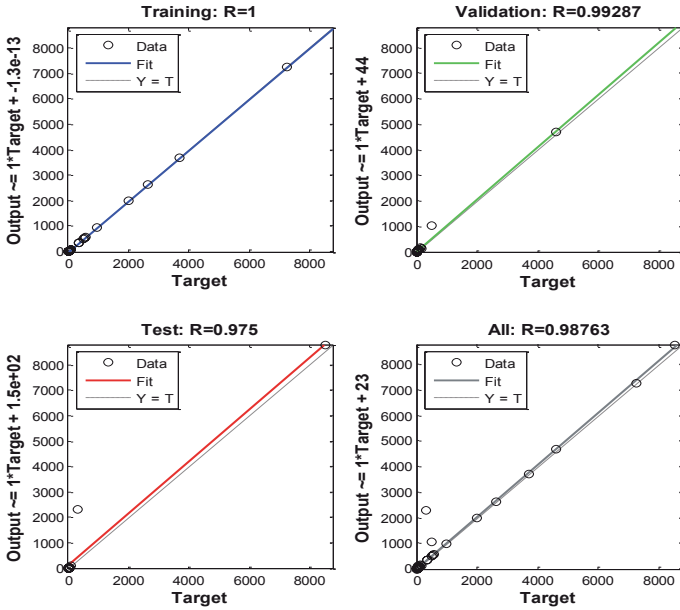 Training: R=1
Output ~= 1*Target + -1.3e-13
8000
7000
6000
5000
4000
3000
2000
1000
0
Data
Fit
Y = T
0
2000
4000
6000
8000
Target
Validation: R=0.99287
Output ~= 1*Target + 44
8000
7000
6000
5000
4000
3000
2000
1000
0
Data
Fit
Y = T
0
2000
4000
6000
8000
Target
Test: R=0.975
Output ~= 1*Target + 1.5e+02
8000
7000
6000
5000
4000
3000
2000
1000
0
Data
Fit
Y = T
0
2000
4000
6000
8000
Target
All: R=0.98763
Output ~= 1*Target + 23
8000
7000
6000
5000
4000
3000
2000
1000
0
Data
Fit
Y = T
0
2000
4000
6000
8000
Target